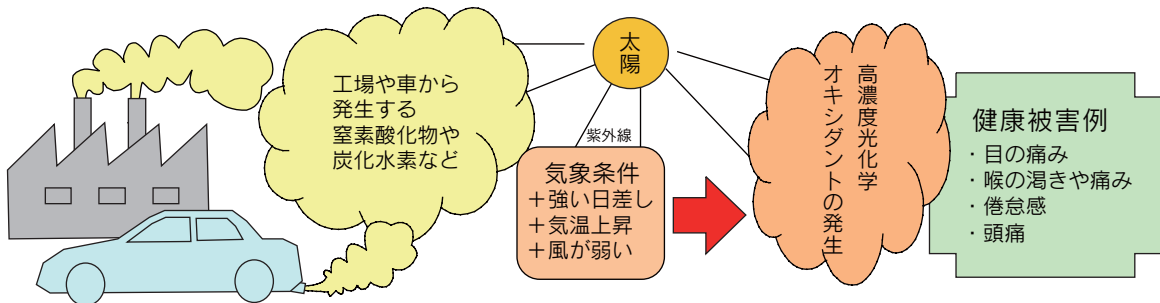 工場や車から
発生する
窒素酸化物や
炭化水素など
太陽
紫外線
気象条件
＋強い日差し
＋気温上昇
＋風が弱い
高濃度光化学
オキシダントの発生
健康被害例
・目の痛み
・喉の渇きや痛み
・倦怠感
・頭痛